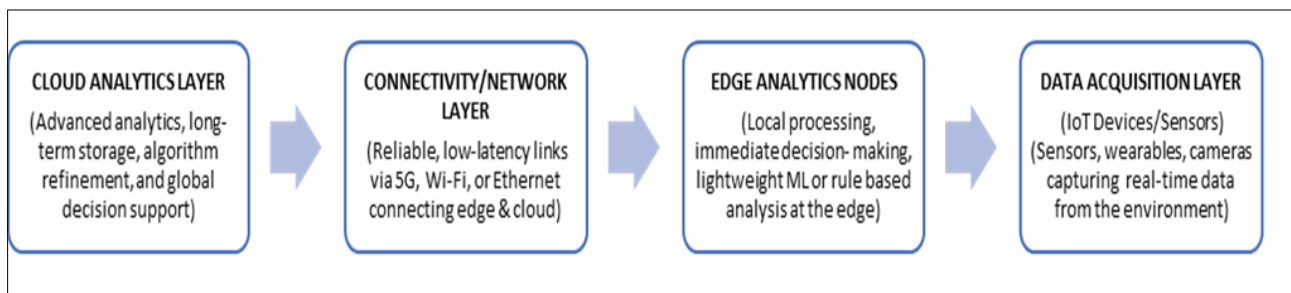 CLOUD ANALYTICS LAYER
(Advanced analytics, long-
term storage, algorithm
refinement, and global
decision support)
CONNECTIVITY/NETWORK
LAYER
(Reliable, low-latency links
via 5G, Wi-Fi, or Ethernet
connecting edge & cloud)
EDGE ANALYTICS NODES
(Local processing,
immediate decision- making,
lightweight ML or rule based
analysis at the edge)
DATA ACQUISITION LAYER
(IoT Devices/Sensors)
(Sensors, wearables, cameras
capturing real-time data
from the environment)